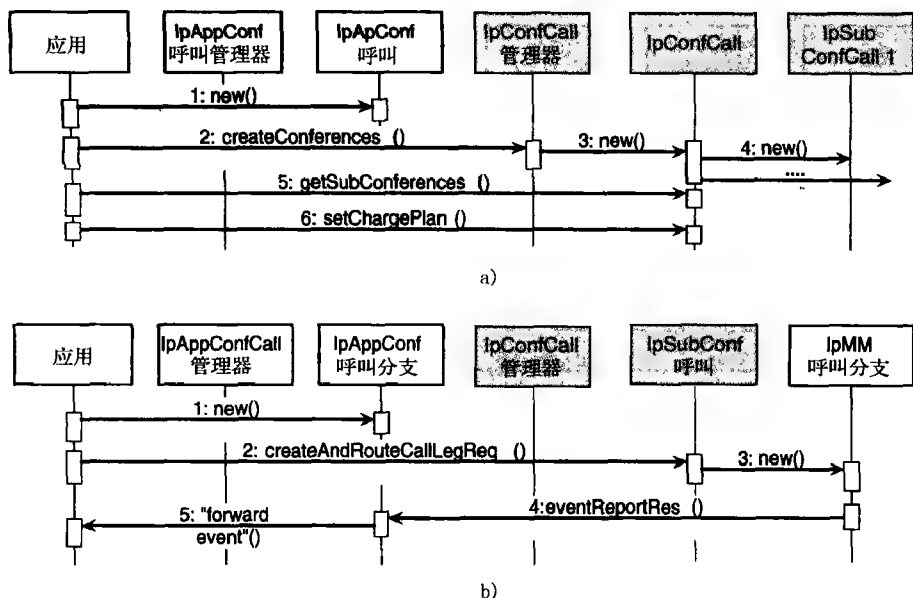 应用
IpAppConf
呼叫管理器
IpApConf
呼叫
IpConfCall
管理器
IpConfCall
IpSub
ConfCall 1
1: new()
2: createConferences ()
3: new()
4: new()
....
5: getSubConferences ()
6: setChargePlan ()
a)
应用
IpAppConfCall
管理器
IpAppConf
呼叫分支
IpConfCall
管理器
IpSubConf
呼叫
IpMM
呼叫分支
1: new()
2: createAndRouteCallLegReq ()
3: new()
4:eventReportRes ()
5: "forward
event"()
b)